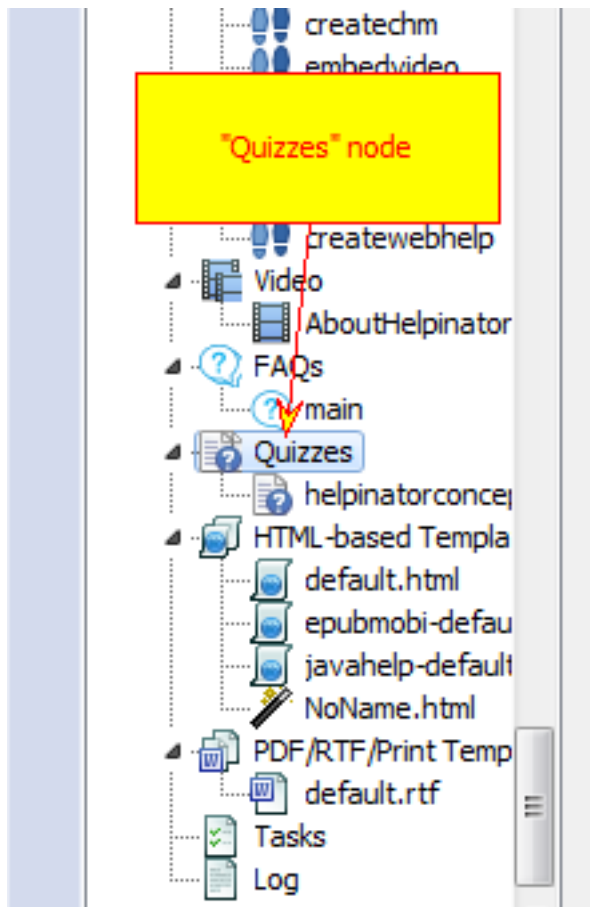 createchm
embedvideo
"Quizzes" node
createwebhelp
Video
AboutHelpinator
FAQs
main
Quizzes
helpinatorconcep
HTML-based Templa
default.html
epubmobi-defau
javahelp-default
NoName.html
PDF/RTF/Print Temp
default.rtf
Tasks
Log